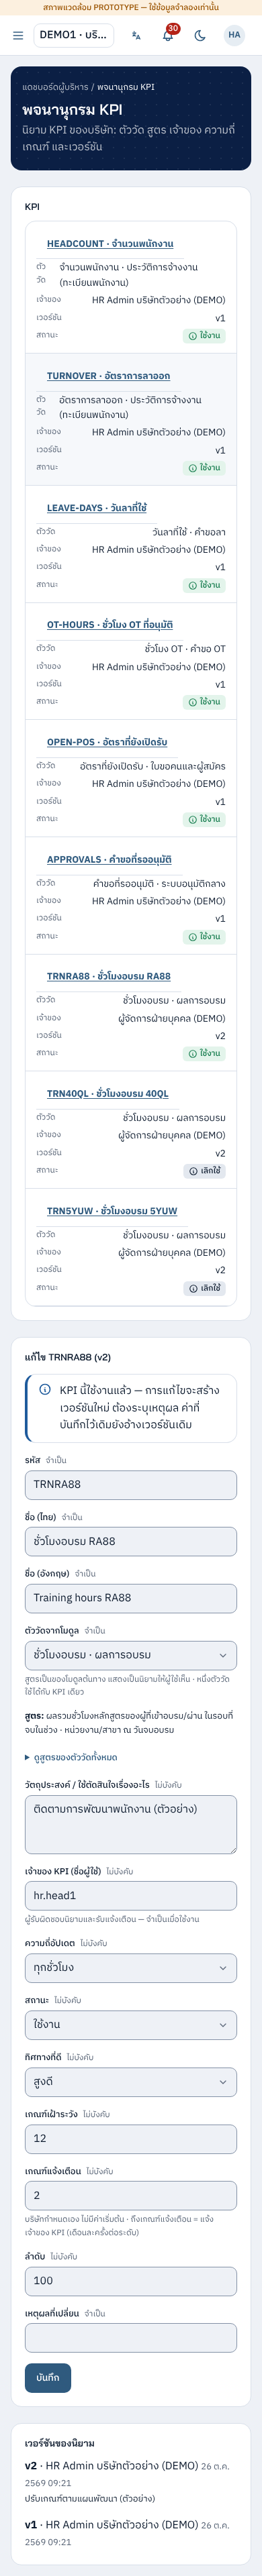 สภาพแวดล้อม PROTOTYPE — ใช้ข้อมูลจำลองเท่านั้น
DEMO1 · บริ...
30
HA
แดชบอร์ดผู้บริหาร / พจนานุกรม KPI
พจนานุกรม KPI
นิยาม KPI ของบริษัท: ตัววัด สูตร เจ้าของ ความถี่
เกณฑ์ และเวอร์ชัน
KPI
HEADCOUNT · จำนวนพนักงาน
ตัว
วัด
จำนวนพนักงาน · ประวัติการจ้างงาน
(ทะเบียนพนักงาน)
เจ้าของ HR Admin บริษัทตัวอย่าง (DEMO)
เวอร์ชัน v1
สถานะ ใช้งาน
TURNOVER · อัตราการลาออก
ตัว
วัด
อัตราการลาออก · ประวัติการจ้างงาน
(ทะเบียนพนักงาน)
เจ้าของ HR Admin บริษัทตัวอย่าง (DEMO)
เวอร์ชัน v1
สถานะ ใช้งาน
LEAVE-DAYS · วันลาที่ใช้
ตัววัด วันลาที่ใช้ · คำขอลา
เจ้าของ HR Admin บริษัทตัวอย่าง (DEMO)
เวอร์ชัน v1
สถานะ ใช้งาน
OT-HOURS · ชั่วโมง OT ที่อนุมัติ
ตัววัด ชั่วโมง OT · คำขอ OT
เจ้าของ HR Admin บริษัทตัวอย่าง (DEMO)
เวอร์ชัน v1
สถานะ ใช้งาน
OPEN-POS · อัตราที่ยังเปิดรับ
ตัววัด อัตราที่ยังเปิดรับ · ใบขอคนและผู้สมัคร
เจ้าของ HR Admin บริษัทตัวอย่าง (DEMO)
เวอร์ชัน v1
สถานะ ใช้งาน
APPROVALS · คำขอที่รออนุมัติ
ตัววัด คำขอที่รออนุมัติ · ระบบอนุมัติกลาง
เจ้าของ HR Admin บริษัทตัวอย่าง (DEMO)
เวอร์ชัน v1
สถานะ ใช้งาน
TRNRA88 · ชั่วโมงอบรม RA88
ตัววัด ชั่วโมงอบรม · ผลการอบรม
เจ้าของ ผู้จัดการฝ่ายบุคคล (DEMO)
เวอร์ชัน v2
สถานะ ใช้งาน
TRN40QL · ชั่วโมงอบรม 40QL
ตัววัด ชั่วโมงอบรม · ผลการอบรม
เจ้าของ ผู้จัดการฝ่ายบุคคล (DEMO)
เวอร์ชัน v2
สถานะ เลิกใช้
TRN5YUW · ชั่วโมงอบรม 5YUW
ตัววัด ชั่วโมงอบรม · ผลการอบรม
เจ้าของ ผู้จัดการฝ่ายบุคคล (DEMO)
เวอร์ชัน v2
สถานะ เลิกใช้
แก้ไข TRNRA88 (v2)
KPI นี้ใช้งานแล้ว — การแก้ไขจะสร้าง
เวอร์ชันใหม่ ต้องระบุเหตุผล ค่าที่
บันทึกไว้เดิมยังอ้างเวอร์ชันเดิม
รหัส จำเป็น
TRNRA88
ชื่อ (ไทย) จำเป็น
ชั่วโมงอบรม RA88
ชื่อ (อังกฤษ) จำเป็น
Training hours RA88
ตัววัดจากโมดูล จำเป็น
ชั่วโมงอบรม · ผลการอบรม
สูตรเป็นของโมดูลต้นทาง แสดงเป็นนิยามให้ผู้ใช้เห็น · หนึ่งตัววัด
ใช้ได้กับ KPI เดียว
สูตร: ผลรวมชั่วโมงหลักสูตรของผู้ที่เข้าอบรม/ผ่าน ในรอบที่
จบในช่วง · หน่วยงาน/สาขา ณ วันจบอบรม
ดูสูตรของตัววัดทั้งหมด
วัตถุประสงค์ / ใช้ตัดสินใจเรื่องอะไร ไม่บังคับ
ติดตามการพัฒนาพนักงาน (ตัวอย่าง)
เจ้าของ KPI (ชื่อผู้ใช้) ไม่บังคับ
hr.head1
ผู้รับผิดชอบนิยามและรับแจ้งเตือน — จำเป็นเมื่อใช้งาน
ความถี่อัปเดต ไม่บังคับ
ทุกชั่วโมง
สถานะ ไม่บังคับ
ใช้งาน
ทิศทางที่ดี ไม่บังคับ
สูงดี
เกณฑ์เฝ้าระวัง ไม่บังคับ
12
เกณฑ์แจ้งเตือน ไม่บังคับ
2
บริษัทกำหนดเอง ไม่มีค่าเริ่มต้น · ถึงเกณฑ์แจ้งเตือน = แจ้ง
เจ้าของ KPI (เดือนละครั้งต่อระดับ)
ลำดับ ไม่บังคับ
100
เหตุผลที่เปลี่ยน จำเป็น
บันทึก
เวอร์ชันของนิยาม
v2 · HR Admin บริษัทตัวอย่าง (DEMO) 26 ต.ค.
2569 09:21
ปรับเกณฑ์ตามแผนพัฒนา (ตัวอย่าง)
v1 · HR Admin บริษัทตัวอย่าง (DEMO) 26 ต.ค.
2569 09:21